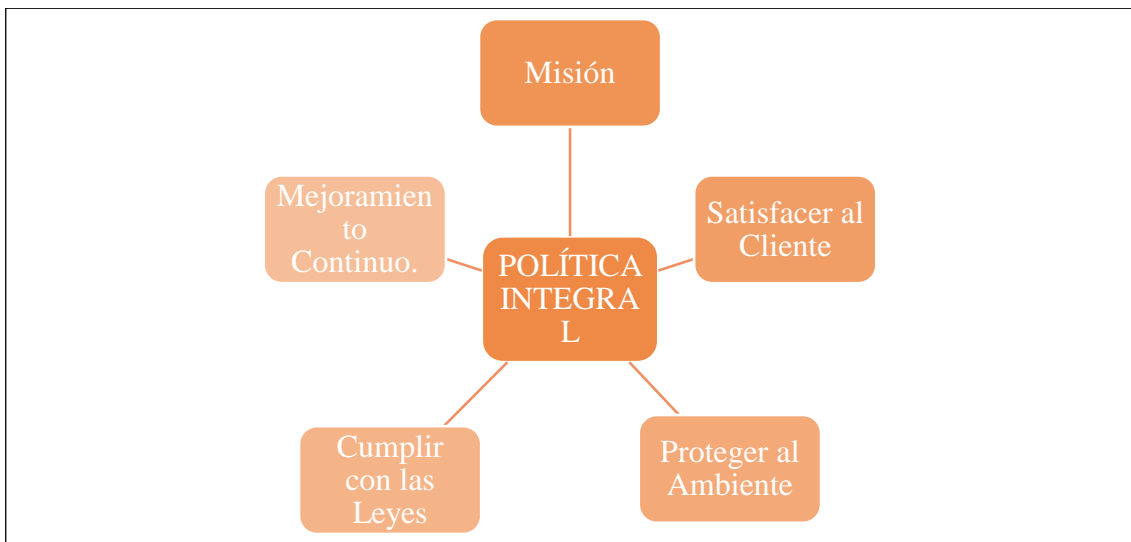 Misión
Mejoramien
to
Continuo.
Satisfacer al
Cliente
POLÍTICA
INTEGRA
L
Cumplir
con las
Leyes
Proteger al
Ambiente